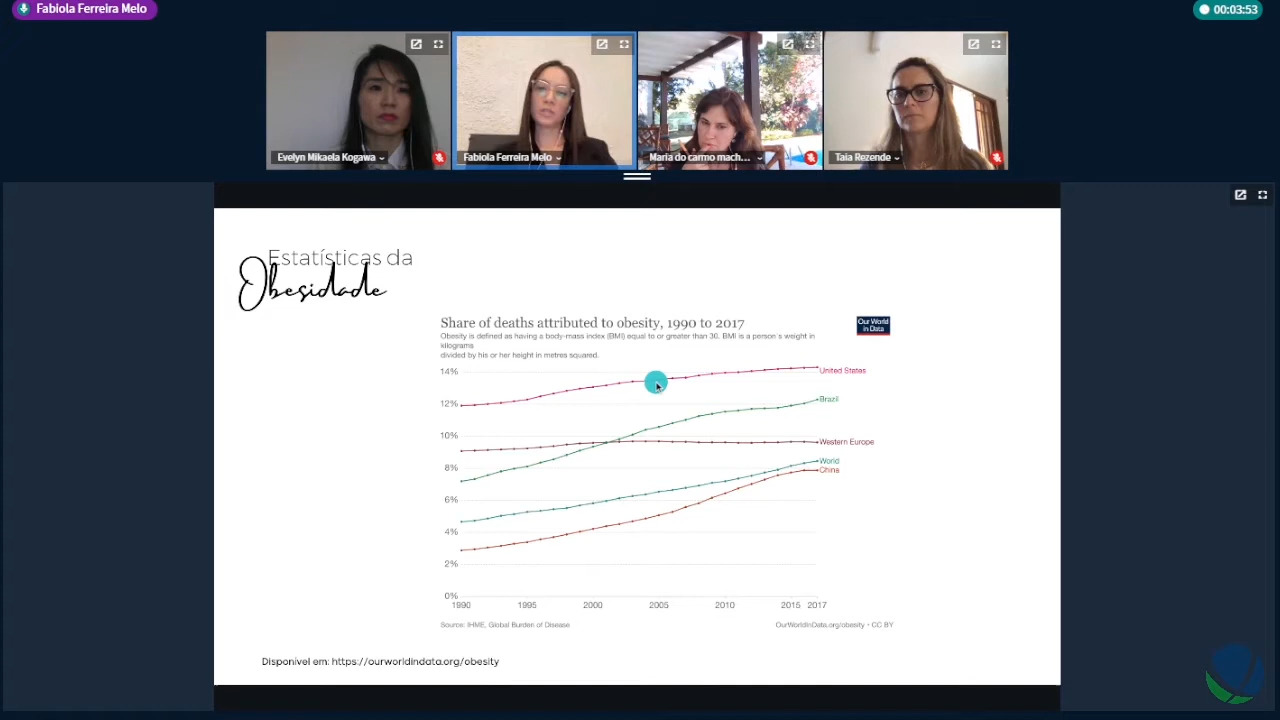 Fabiola Ferreira Melo
00:03:53
Evelyn Mikaela Kogawa
Fabiola Ferreira Melo
Maria do carmo mach...
Taia Rezende
Estatísticas da
Obesidade
Share of deaths attributed to obesity, 1990 to 2017
Our World
in Data
Obesity is defined as having a body-mass index (BMI) equal to or greater than 30. BMI is a person's weight in
kilograms
divided by his or her height in metres squared.
14%
United States
12%
Brazil
10%
Western Europe
8%
World
China
6%
4%
2%
0%
1990 1995 2000 2005 2010 2015 2017
Source: IHME, Global Burden of Disease
OurWorldInData.org/obesity • CC BY
Disponível em: https://ourworldindata.org/obesity